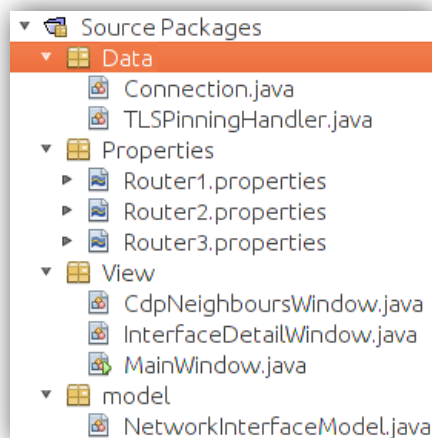 Source Packages
Data
Connection.java
TLSPinningHandler.java
Properties
Router1.properties
Router2.properties
Router3.properties
View
CdpNeighboursWindow.java
InterfaceDetailWindow.java
MainWindow.java
model
NetworkInterfaceModel.java